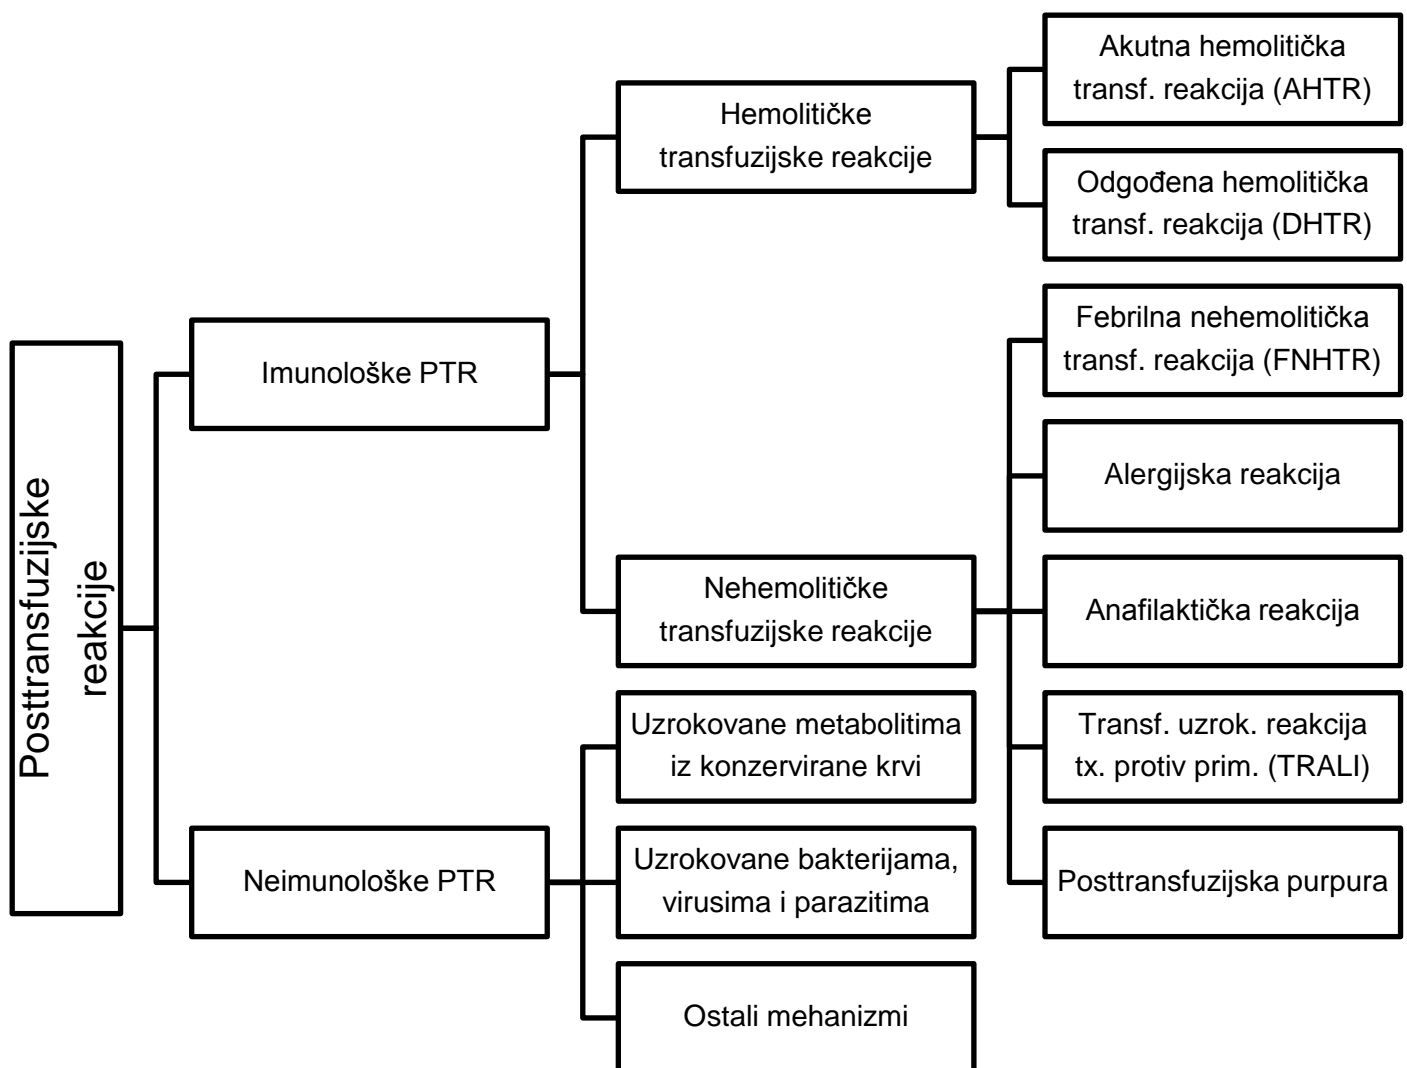 Posttransfuzijske
reakcije
Imunološke PTR
Hemolitičke
transfuzijske reakcije
Akutna hemolitička
transf. reakcija (AHTR)
Odgođena hemolitička
transf. reakcija (DHTR)
Nehemolitičke
transfuzijske reakcije
Febrilna nehemolitička
transf. reakcija (FNHTR)
Alergijska reakcija
Anafilaktička reakcija
Transf. uzrok. reakcija
tx. protiv prim. (TRALI)
Posttransfuzijska purpura
Neimunološke PTR
Uzrokovane metabolitima
iz konzervirane krvi
Uzrokovane bakterijama,
virusima i parazitima
Ostali mehanizmi